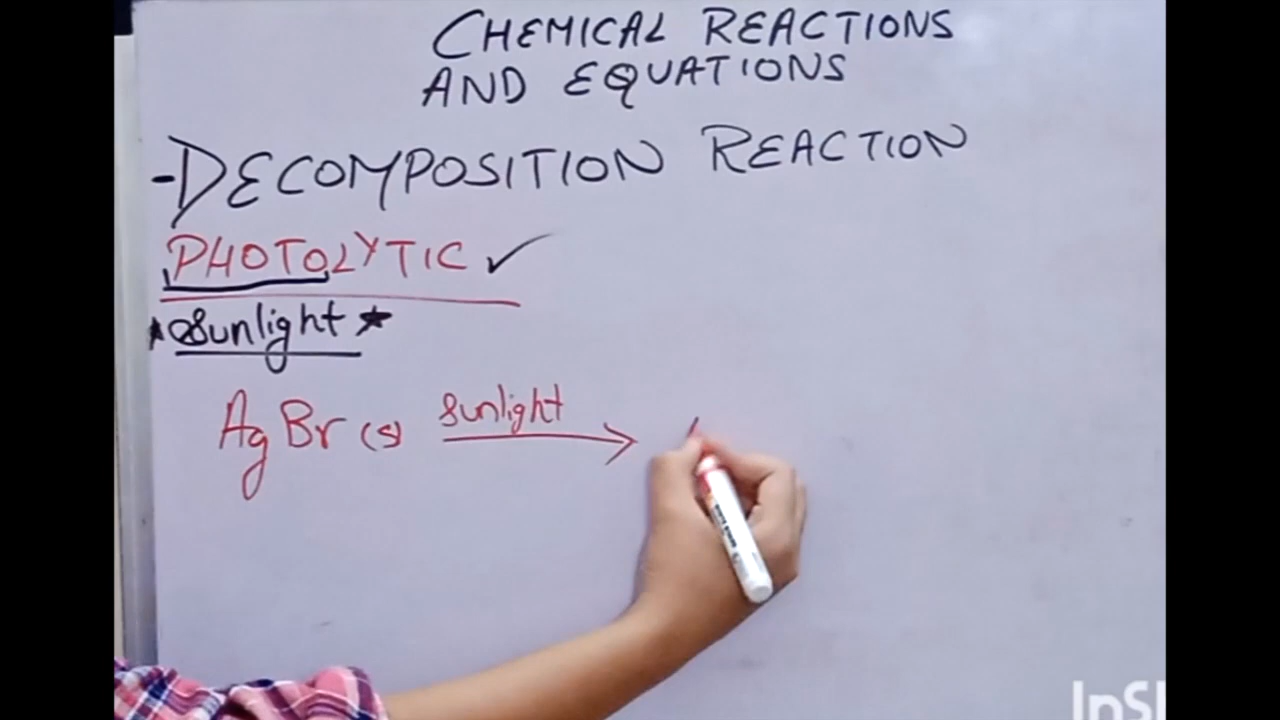 CHEMICAL REACTIONS
AND EQUATIONS
-DECOMPOSITION REACTION
PHOTOLYTIC ✓
★Sunlight★
AgBr (s) sunlight →